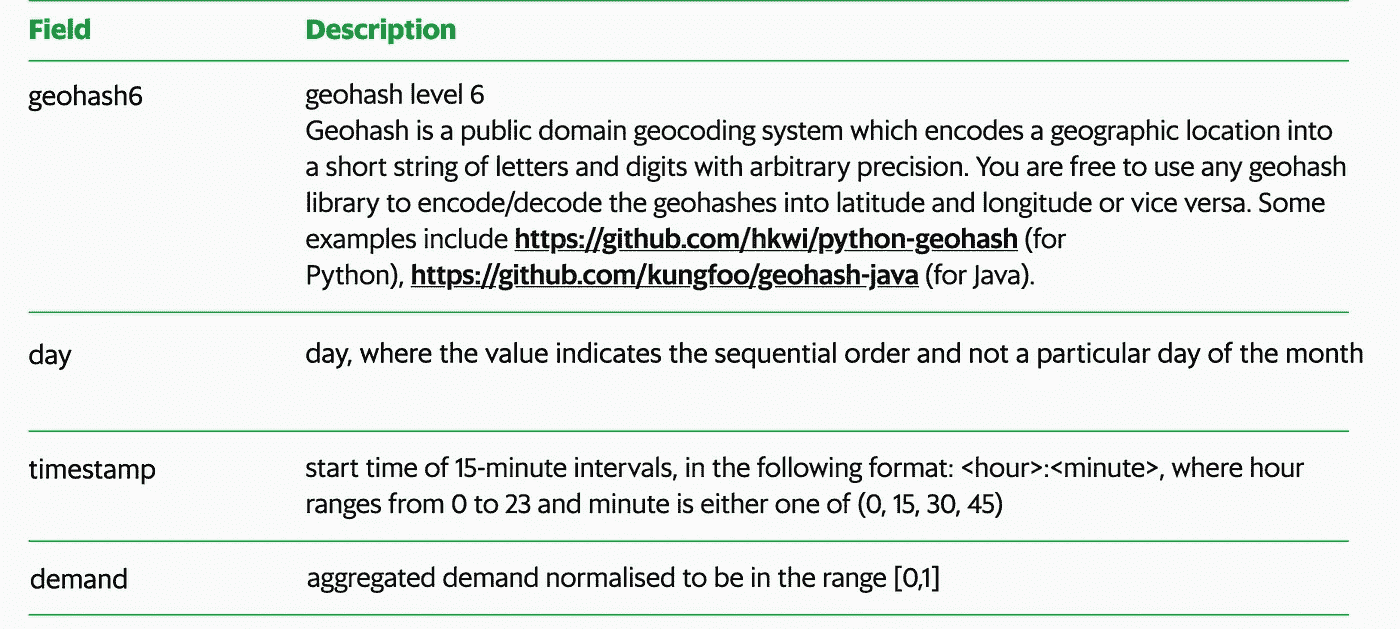 Field Description
geohash6 geohash level 6
Geohash is a public domain geocoding system which encodes a geographic location into
a short string of letters and digits with arbitrary precision. You are free to use any geohash
library to encode/decode the geohashes into latitude and longitude or vice versa. Some
examples include https://github.com/hkwi/python-geohash (for
Python), https://github.com/kungfoo/geohash-java (for Java).
day day, where the value indicates the sequential order and not a particular day of the month
timestamp start time of 15-minute intervals, in the following format: <hour>:<minute>, where hour
ranges from 0 to 23 and minute is either one of (0, 15, 30, 45)
demand aggregated demand normalised to be in the range [0,1]